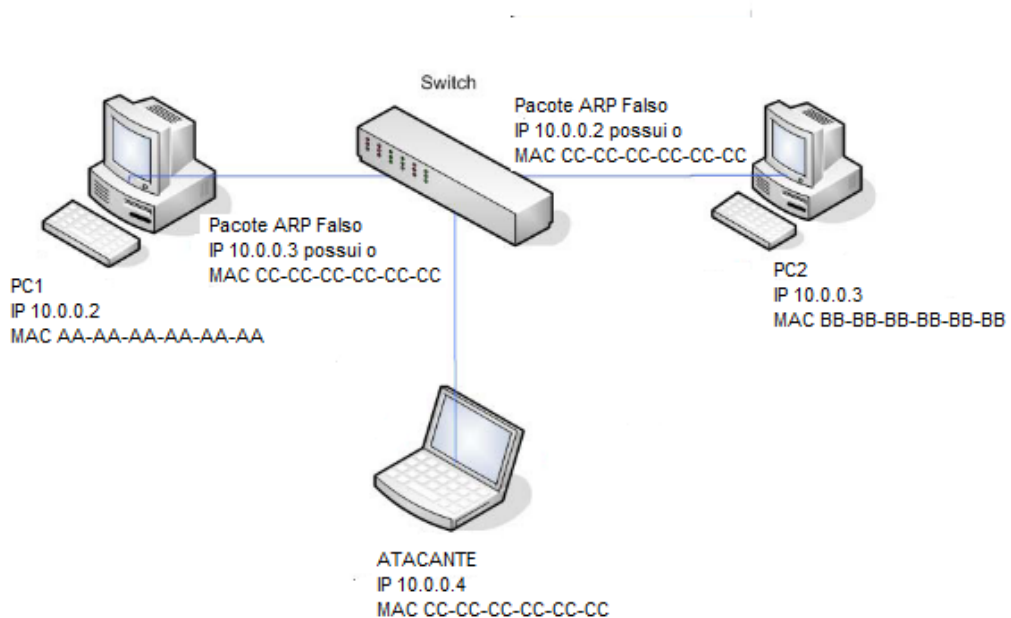 Switch
Pacote ARP Falso
IP 10.0.0.2 possui o
MAC CC-CC-CC-CC-CC-CC
Pacote ARP Falso
IP 10.0.0.3 possui o
MAC CC-CC-CC-CC-CC-CC
PC1
IP 10.0.0.2
MAC AA-AA-AA-AA-AA-AA
PC2
IP 10.0.0.3
MAC BB-BB-BB-BB-BB-BB
ATACANTE
IP 10.0.0.4
MAC CC-CC-CC-CC-CC-CC